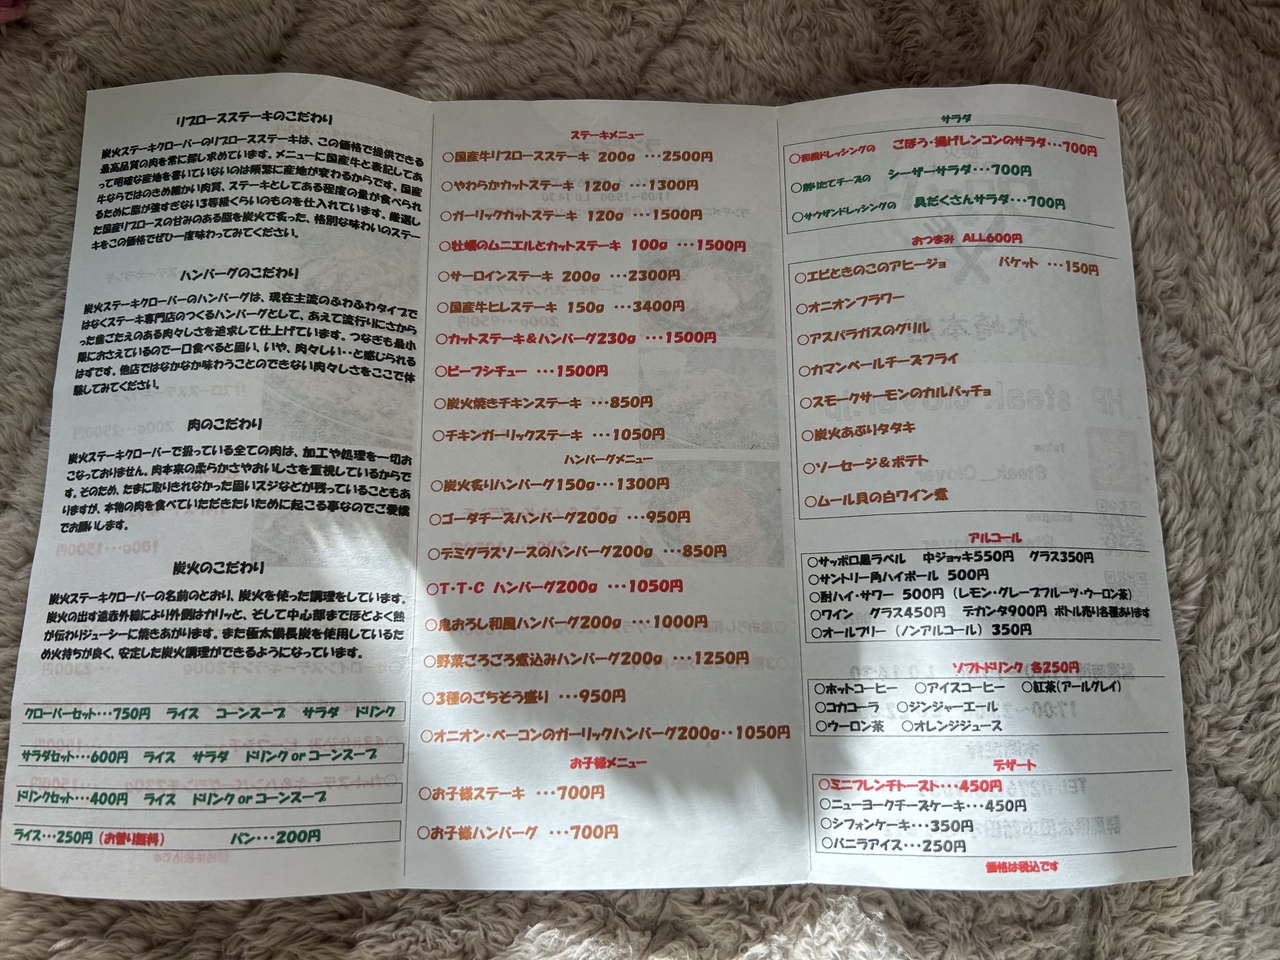 リブロースステーキのこだわり
炭火ステーキクローバーのリブロースステーキは、この価格で提供できる
最高品質の肉を常に探し求めています。メニューに国産牛と表記してあ
って明確な産地を書いていないのは頻繁に産地が変わるからです。国産
牛ならではのきめ細かい肉質、ステーキとしてある程度の量が食べられ
るために脂が強すぎない3等級くらいのものを仕入れています。厳選し
た国産リブロースの甘みのある脂を炭火で炙った、格別な味わいのステー
キをこの価格でぜひ一度味わってみてください。
ハンバーグのこだわり
炭火ステーキクローバーのハンバーグは、現在主流のふわふわタイプで
はなくステーキ専門店のつくるハンバーグとして、あえて流行りにさから
った歯ごたえのある肉々しさを追求して仕上げています。つなぎも最小
限におさえているので一口食べると固い、いや、肉々しい・・と感じられる
はずです。他店ではなかなか味わうことのできない肉々しさをここで体
験してみてください。
肉のこだわり
炭火ステーキクローバーで扱っている全ての肉は、加工や処理を一切お
こなっておりません。肉本来の柔らかさやおいしさを重視しているからで
す。そのため、たまに取りきれなかった固いスジなどが残っていることもあ
りますが、本物の肉を食べていただきたいために起こる事なのでご愛嬌
でお願いします。
炭火のこだわり
炭火ステーキクローバーの名前のとおり、炭火を使った調理をしています。
炭火の出す遠赤外線により外側はカリッと、そして中心部までほどよく熱
が伝わりジューシーに焼きあがります。また極太備長炭を使用しているた
め火持ちが良く、安定した炭火調理ができるようになっています。
クローバーセット・・・750円 ライス コーンスープ サラダ ドリンク
サラダセット・・・600円 ライス サラダ ドリンク or コーンスープ
ドリンクセット・・・400円 ライス ドリンク or コーンスープ
ライス・・・250円 (お替り無料) パン・・・200円
ステーキメニュー
○国産牛リブロースステーキ 200g ・・・2500円
○やわらかカットステーキ 120g ・・・1300円
○ガーリックカットステーキ 120g ・・・1500円
○牡蠣のムニエルとカットステーキ 100g ・・・1500円
○サーロインステーキ 200g ・・・2300円
○国産牛ヒレステーキ 150g ・・・3400円
○カットステーキ&ハンバーグ230g ・・・1500円
○ビーフシチュー ・・・1500円
○炭火焼きチキンステーキ ・・・850円
○チキンガーリックステーキ ・・・1050円
ハンバーグメニュー
○炭火炙りハンバーグ150g・・・1300円
○ゴーダチーズハンバーグ200g ・・・950円
○デミグラスソースのハンバーグ200g ・・・850円
○T・T・C ハンバーグ200g ・・・1050円
○鬼おろし和風ハンバーグ200g ・・・1000円
○野菜ごろごろ煮込みハンバーグ200g ・・・1250円
○3種のごちそう盛り ・・・950円
○オニオン・ベーコンのガーリックハンバーグ200g・・1050円
お子様メニュー
○お子様ステーキ ・・・700円
○お子様ハンバーグ ・・・700円
サラダ
○和風ドレッシングの ごぼう・揚げレンコンのサラダ・・・700円
○削りたてチーズの シーザーサラダ・・・700円
○サウザンドレッシングの 具だくさんサラダ・・・700円
おつまみ ALL600円
○エビときのこのアヒージョ バケット ・・・150円
○オニオンフラワー
○アスパラガスのグリル
○カマンベールチーズフライ
○スモークサーモンのカルパッチョ
○炭火あぶりタタキ
○ソーセージ&ポテト
○ムール貝の白ワイン煮
アルコール
○サッポロ黒ラベル 中ジョッキ550円 グラス350円
○サントリー角ハイボール 500円
○酎ハイ・サワー 500円 (レモン・グレープフルーツ・ウーロン茶)
○ワイン グラス450円 デカンタ900円 ボトル売り各種あります
○オールフリー (ノンアルコール) 350円
ソフトドリンク 各250円
○ホットコーヒー ○アイスコーヒー ○紅茶(アールグレイ)
○コカコーラ ○ジンジャーエール
○ウーロン茶 ○オレンジジュース
デザート
○ミニフレンチトースト・・・450円
○ニューヨークチーズケーキ・・・450円
○シフォンケーキ・・・350円
○バニラアイス・・・250円
価格は税込です